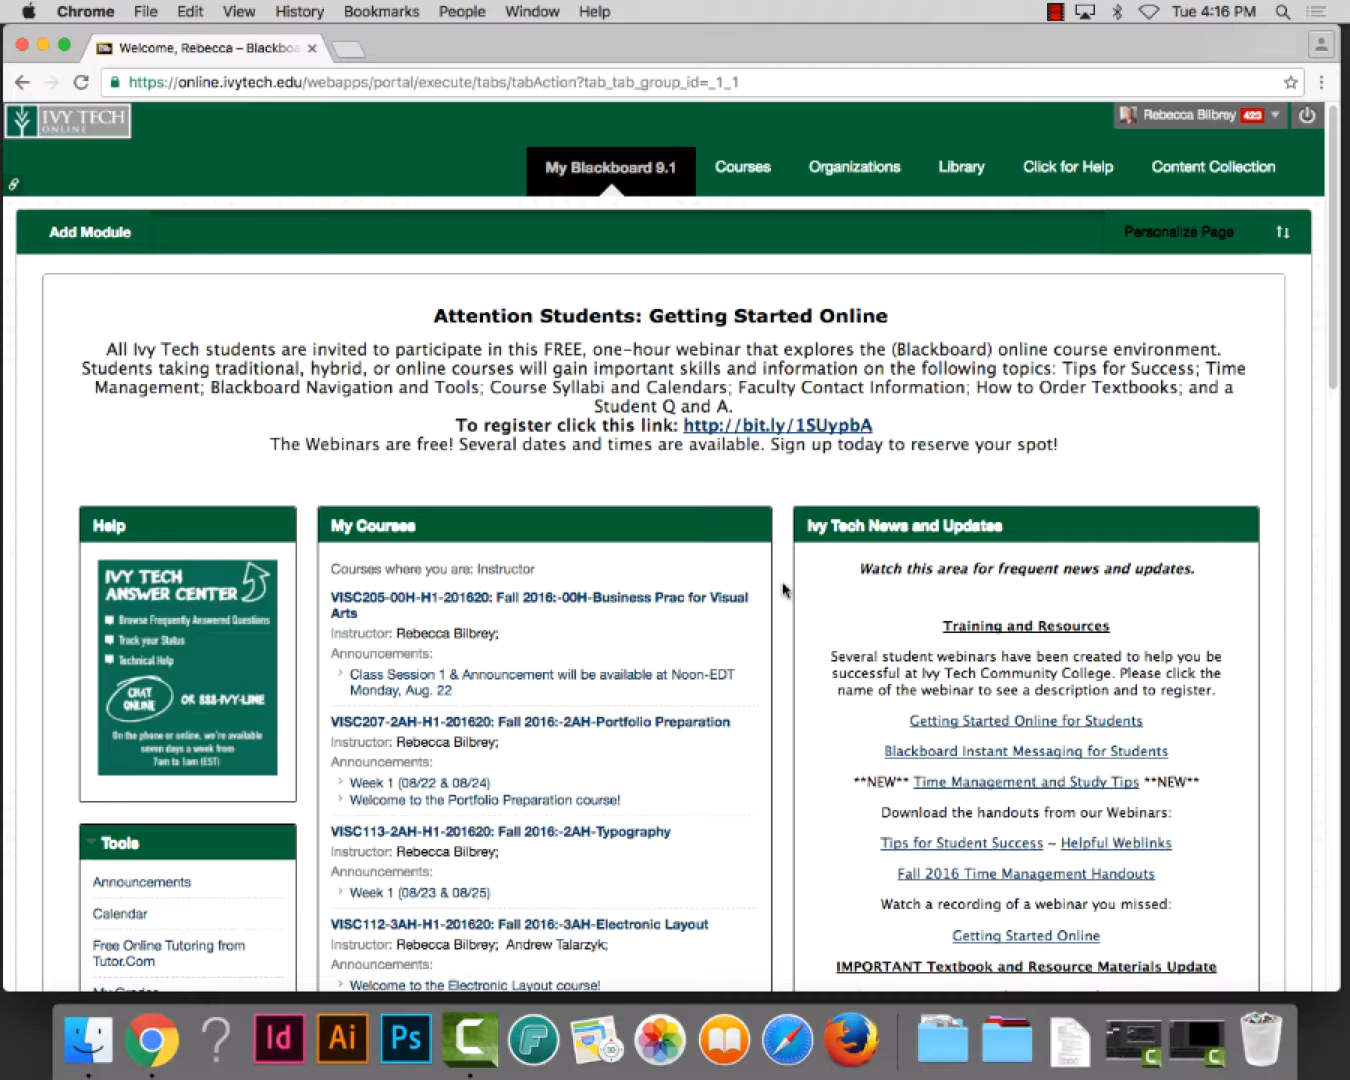 Chrome File Edit View History Bookmarks People Window Help Tue 4:16 PM
Welcome, Rebecca – Blackboa
https://online.ivytech.edu/webapps/portal/execute/tabs/tabAction?tab_tab_group_id=_1_1
IVY TECH
ONLINE
Rebecca Bilbrey 423
My Blackboard 9.1 Courses Organizations Library Click for Help Content Collection
Add Module Personalize Page
Attention Students: Getting Started Online
All Ivy Tech students are invited to participate in this FREE, one-hour webinar that explores the (Blackboard) online course environment.
Students taking traditional, hybrid, or online courses will gain important skills and information on the following topics: Tips for Success; Time
Management; Blackboard Navigation and Tools; Course Syllabi and Calendars; Faculty Contact Information; How to Order Textbooks; and a
Student Q and A.
To register click this link: http://bit.ly/1SUypbA
The Webinars are free! Several dates and times are available. Sign up today to reserve your spot!
Help
IVY TECH
ANSWER CENTER
Browse Frequently Answered Questions
Track your Status
Technical Help
CHAT
ONLINE OR 888-IVY-LINE
On the phone or online, we're available
seven days a week from
7am to 1am (EST)
Tools
Announcements
Calendar
Free Online Tutoring from
Tutor.Com
My Grades
My Courses
Courses where you are: Instructor
VISC205-00H-H1-201620: Fall 2016:-00H-Business Prac for Visual
Arts
Instructor: Rebecca Bilbrey;
Announcements:
Class Session 1 & Announcement will be available at Noon-EDT
Monday, Aug. 22
VISC207-2AH-H1-201620: Fall 2016:-2AH-Portfolio Preparation
Instructor: Rebecca Bilbrey;
Announcements:
Week 1 (08/22 & 08/24)
Welcome to the Portfolio Preparation course!
VISC113-2AH-H1-201620: Fall 2016:-2AH-Typography
Instructor: Rebecca Bilbrey;
Announcements:
Week 1 (08/23 & 08/25)
VISC112-3AH-H1-201620: Fall 2016:-3AH-Electronic Layout
Instructor: Rebecca Bilbrey; Andrew Talarzyk;
Announcements:
Welcome to the Electronic Layout course!
Ivy Tech News and Updates
Watch this area for frequent news and updates.
Training and Resources
Several student webinars have been created to help you be
successful at Ivy Tech Community College. Please click the
name of the webinar to see a description and to register.
Getting Started Online for Students
Blackboard Instant Messaging for Students
**NEW** Time Management and Study Tips **NEW**
Download the handouts from our Webinars:
Tips for Student Success – Helpful Weblinks
Fall 2016 Time Management Handouts
Watch a recording of a webinar you missed:
Getting Started Online
IMPORTANT Textbook and Resource Materials Update
? Id Ai Ps C